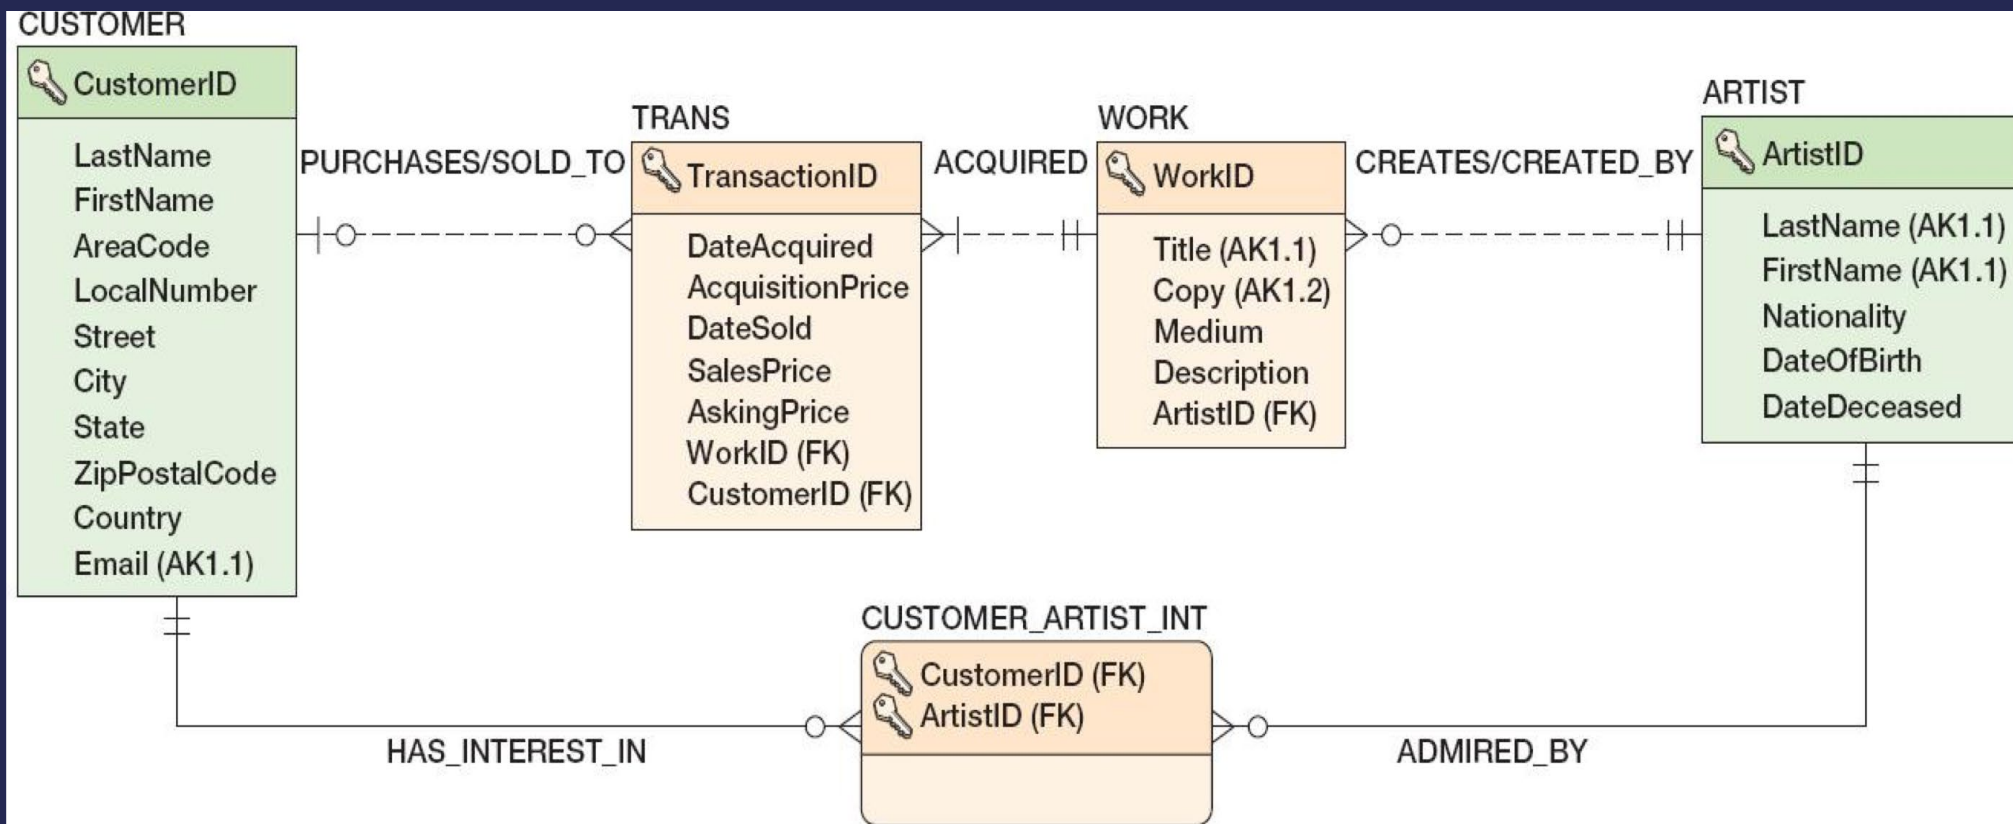 CUSTOMER
CustomerID
LastName
FirstName
AreaCode
LocalNumber
Street
City
State
ZipPostalCode
Country
Email (AK1.1)
PURCHASES/SOLD_TO
TRANS
TransactionID
DateAcquired
AcquisitionPrice
DateSold
SalesPrice
AskingPrice
WorkID (FK)
CustomerID (FK)
ACQUIRED
WORK
WorkID
Title (AK1.1)
Copy (AK1.2)
Medium
Description
ArtistID (FK)
CREATES/CREATED_BY
ARTIST
ArtistID
LastName (AK1.1)
FirstName (AK1.1)
Nationality
DateOfBirth
DateDeceased
CUSTOMER_ARTIST_INT
CustomerID (FK)
ArtistID (FK)
HAS_INTEREST_IN
ADMIRED_BY